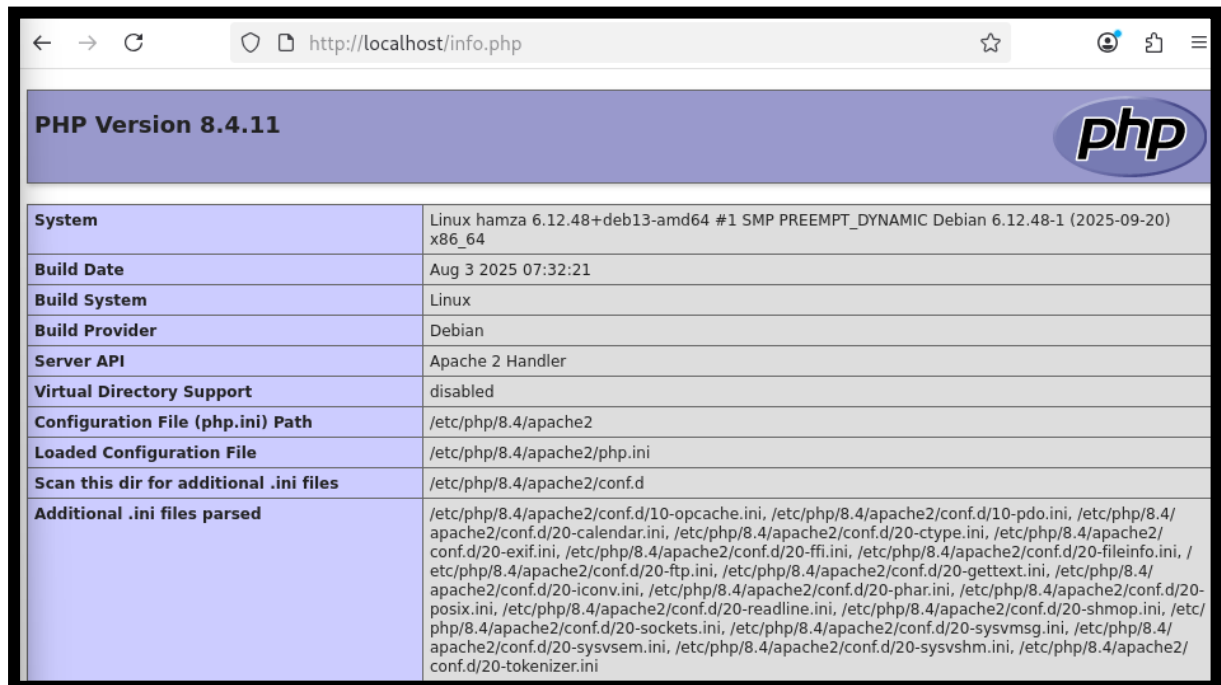 http://localhost/info.php
PHP Version 8.4.11
php
System
Linux hamza 6.12.48+deb13-amd64 #1 SMP PREEMPT_DYNAMIC Debian 6.12.48-1 (2025-09-20)
x86_64
Build Date
Aug 3 2025 07:32:21
Build System
Linux
Build Provider
Debian
Server API
Apache 2 Handler
Virtual Directory Support
disabled
Configuration File (php.ini) Path
/etc/php/8.4/apache2
Loaded Configuration File
/etc/php/8.4/apache2/php.ini
Scan this dir for additional .ini files
/etc/php/8.4/apache2/conf.d
Additional .ini files parsed
/etc/php/8.4/apache2/conf.d/10-opcache.ini, /etc/php/8.4/apache2/conf.d/10-pdo.ini, /etc/php/8.4/
apache2/conf.d/20-calendar.ini, /etc/php/8.4/apache2/conf.d/20-ctype.ini, /etc/php/8.4/apache2/
conf.d/20-exif.ini, /etc/php/8.4/apache2/conf.d/20-ffi.ini, /etc/php/8.4/apache2/conf.d/20-fileinfo.ini, /
etc/php/8.4/apache2/conf.d/20-ftp.ini, /etc/php/8.4/apache2/conf.d/20-gettext.ini, /etc/php/8.4/
apache2/conf.d/20-iconv.ini, /etc/php/8.4/apache2/conf.d/20-phar.ini, /etc/php/8.4/apache2/conf.d/20-
posix.ini, /etc/php/8.4/apache2/conf.d/20-readline.ini, /etc/php/8.4/apache2/conf.d/20-shmop.ini, /etc/
php/8.4/apache2/conf.d/20-sockets.ini, /etc/php/8.4/apache2/conf.d/20-sysvmsg.ini, /etc/php/8.4/
apache2/conf.d/20-sysvsem.ini, /etc/php/8.4/apache2/conf.d/20-sysvshm.ini, /etc/php/8.4/apache2/
conf.d/20-tokenizer.ini